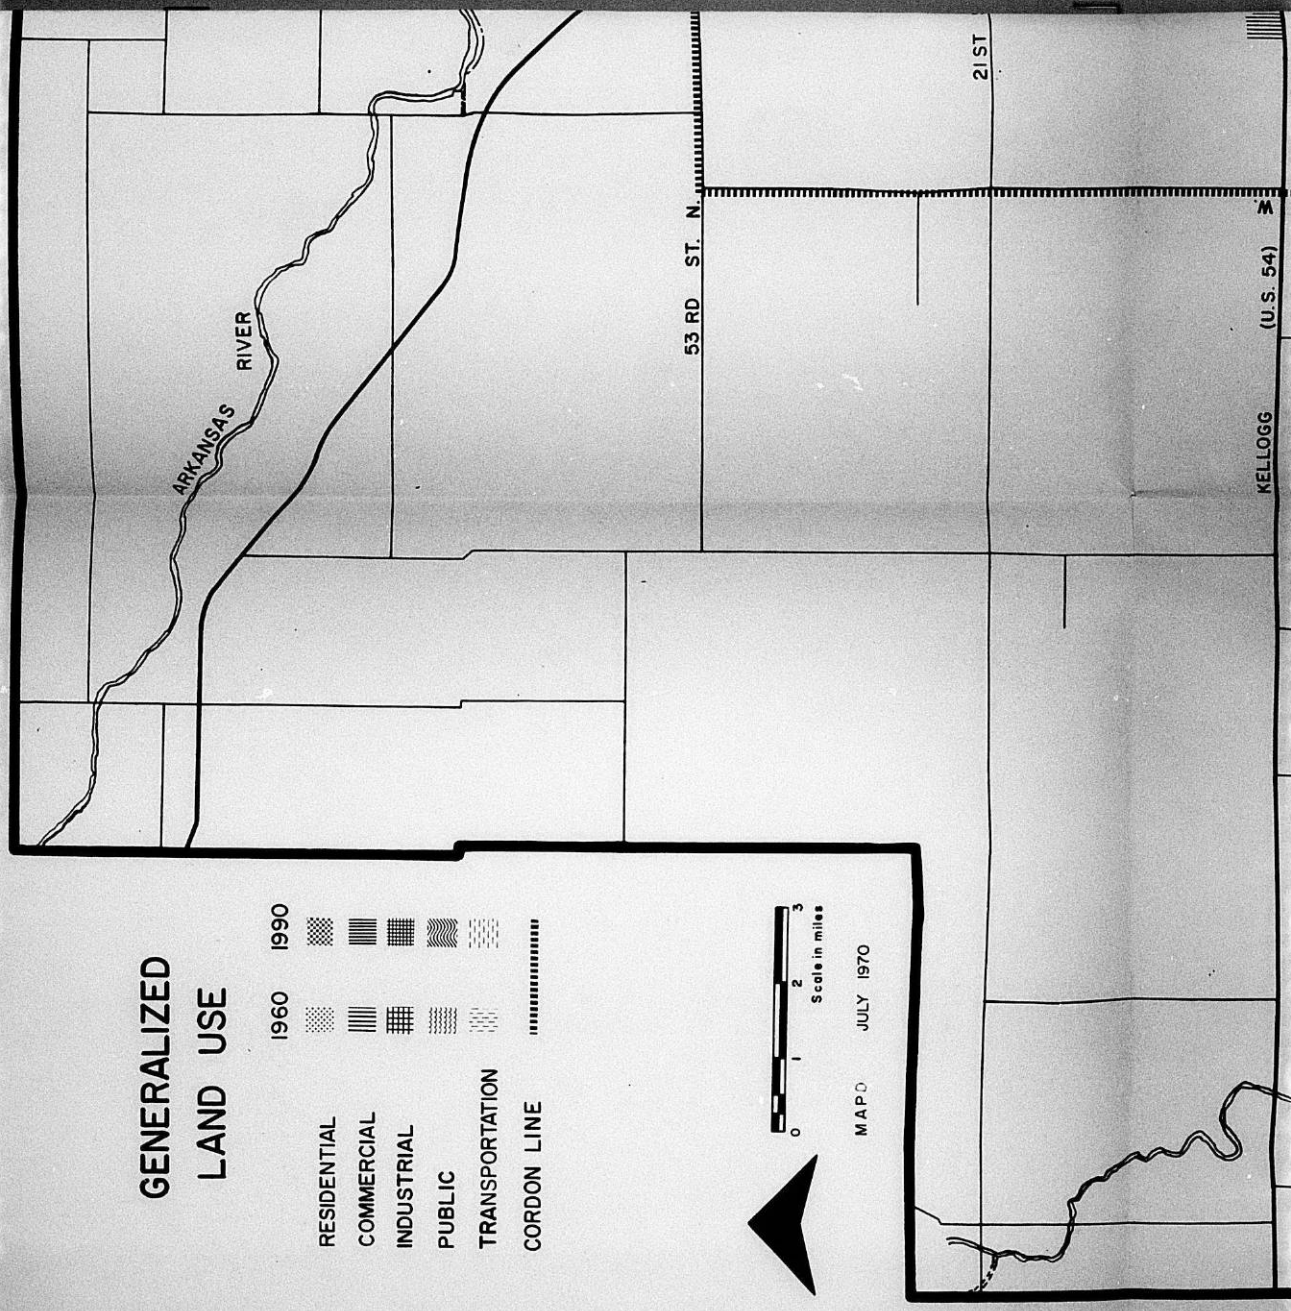 GENERALIZED
LAND USE
1960 1990
RESIDENTIAL
COMMERCIAL
INDUSTRIAL
PUBLIC
TRANSPORTATION
CORDON LINE
0 1 2 3
Scale in miles
MAPD JULY 1970
ARKANSAS RIVER
53 RD ST. N.
21 ST
KELLOGG (U.S. 54) W.